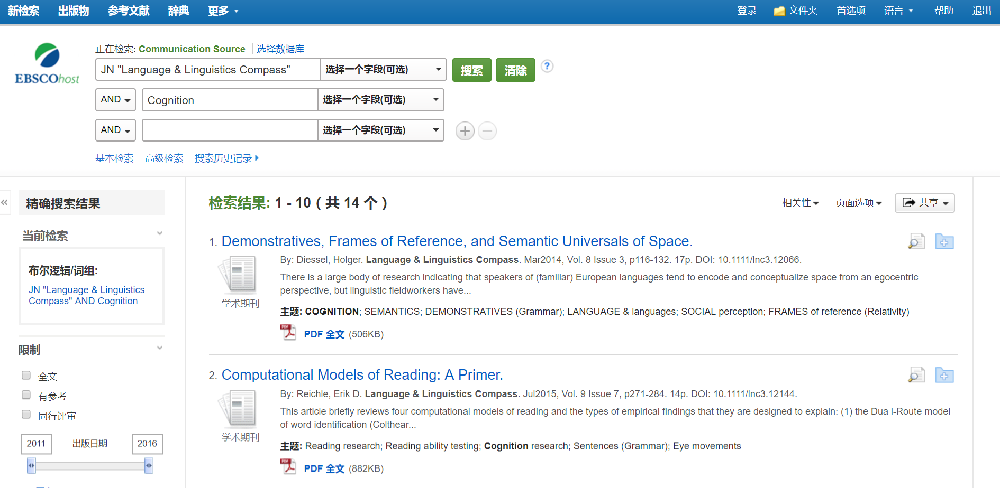 新检索 出版物 参考文献 辞典 更多 登录 文件夹 首选项 语言 帮助 退出
EBSCOhost
正在检索: Communication Source 选择数据库
JN "Language & Linguistics Compass" 选择一个字段(可选) 搜索 清除 ?
AND Cognition 选择一个字段(可选)
AND 选择一个字段(可选)
基本检索 高级检索 搜索历史记录
精确搜索结果
当前检索
布尔逻辑/词组:
JN "Language & Linguistics
Compass" AND Cognition
限制
全文
有参考
同行评审
2011 出版日期 2016
检索结果: 1 - 10 ( 共 14 个 )
相关性 页面选项 共享
1. Demonstratives, Frames of Reference, and Semantic Universals of Space.
学术期刊
By: Diessel, Holger. Language & Linguistics Compass. Mar2014, Vol. 8 Issue 3, p116-132. 17p. DOI: 10.1111/lnc3.12066.
There is a large body of research indicating that speakers of (familiar) European languages tend to encode and conceptualize space from an egocentric
perspective, but linguistic fieldworkers have...
主题: COGNITION; SEMANTICS; DEMONSTRATIVES (Grammar); LANGUAGE & languages; SOCIAL perception; FRAMES of reference (Relativity)
PDF 全文 (506KB)
2. Computational Models of Reading: A Primer.
学术期刊
By: Reichle, Erik D. Language & Linguistics Compass. Jul2015, Vol. 9 Issue 7, p271-284. 14p. DOI: 10.1111/lnc3.12144.
This article briefly reviews four computational models of reading and the types of empirical findings that they are designed to explain: (1) the Dua l-Route model
of word identification (Colthear...
主题: Reading research; Reading ability testing; Cognition research; Sentences (Grammar); Eye movements
PDF 全文 (882KB)